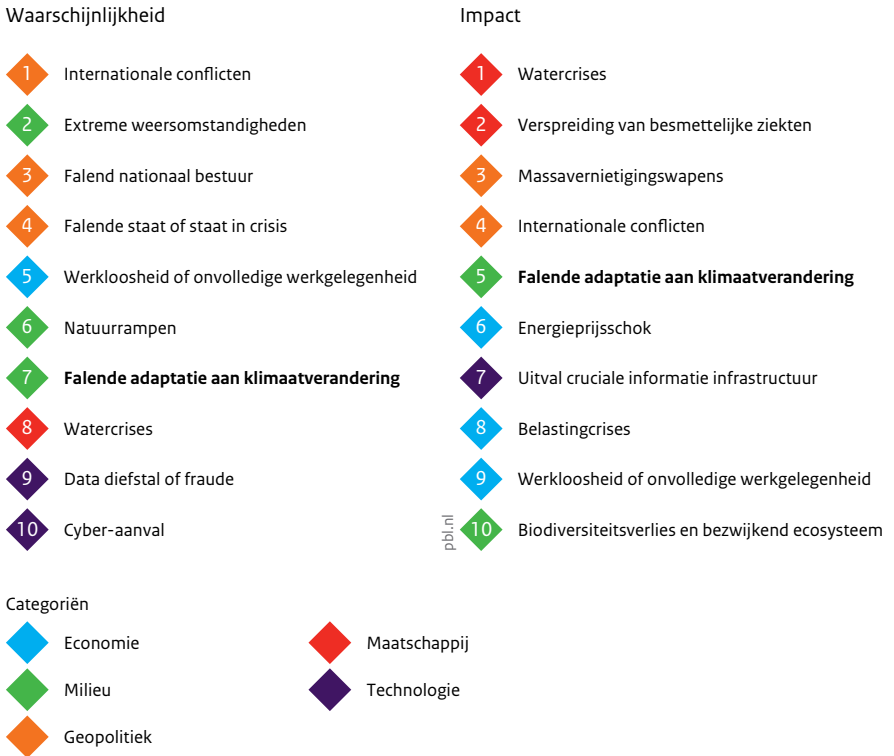 Waarschijnlijkheid
1 Internationale conflicten
2 Extreme weersomstandigheden
3 Falend nationaal bestuur
4 Falende staat of staat in crisis
5 Werkloosheid of onvolledige werkgelegenheid
6 Natuurrampen
7 Falende adaptatie aan klimaatverandering
8 Watercrises
9 Data diefstal of fraude
10 Cyber-aanval
Impact
1 Watercrises
2 Verspreiding van besmettelijke ziekten
3 Massavernietigingswapens
4 Internationale conflicten
5 Falende adaptatie aan klimaatverandering
6 Energieprijsschok
7 Uitval cruciale informatie infrastructuur
8 Belastingcrises
9 Werkloosheid of onvolledige werkgelegenheid
10 Biodiversiteitsverlies en bezwijkend ecosysteem
pbl.nl
Categoriën
Economie
Milieu
Geopolitiek
Maatschappij
Technologie